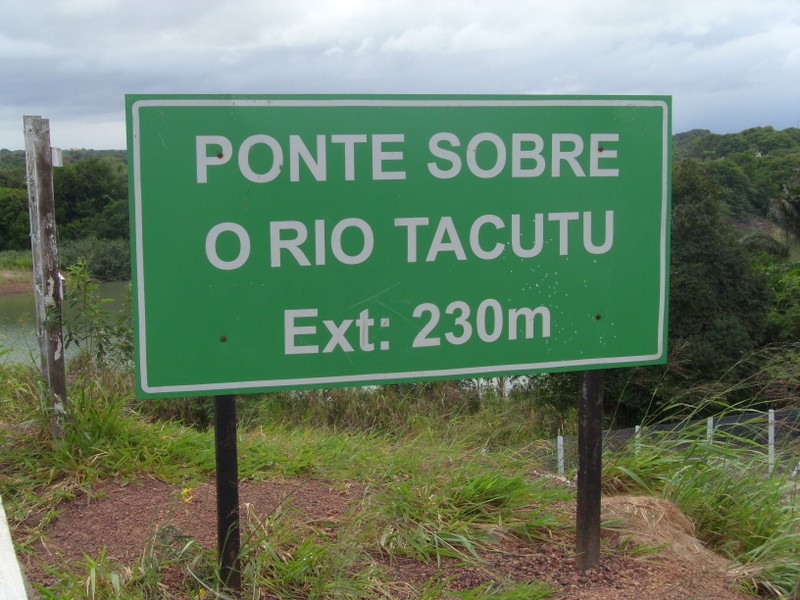 PONTE SOBRE
O RIO TACUTU
Ext: 230m